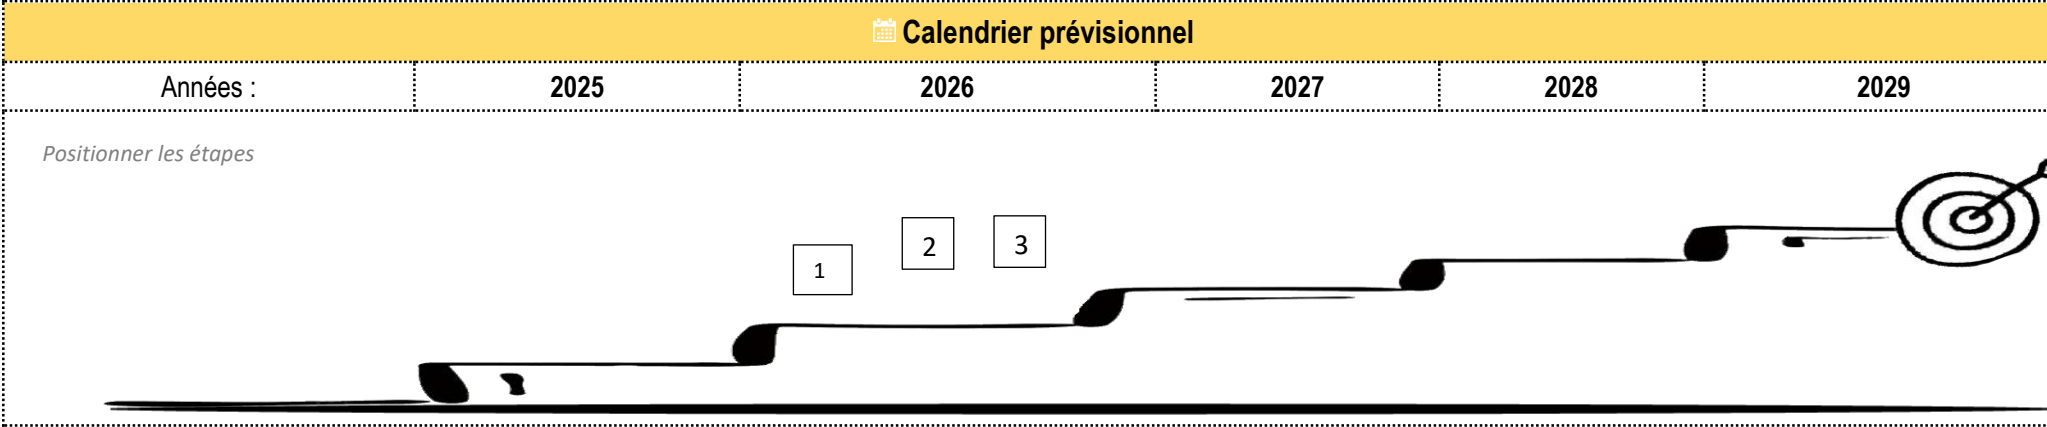 Calendrier prévisionnel
Années : 2025 2026 2027 2028 2029
Positionner les étapes
1 2 3